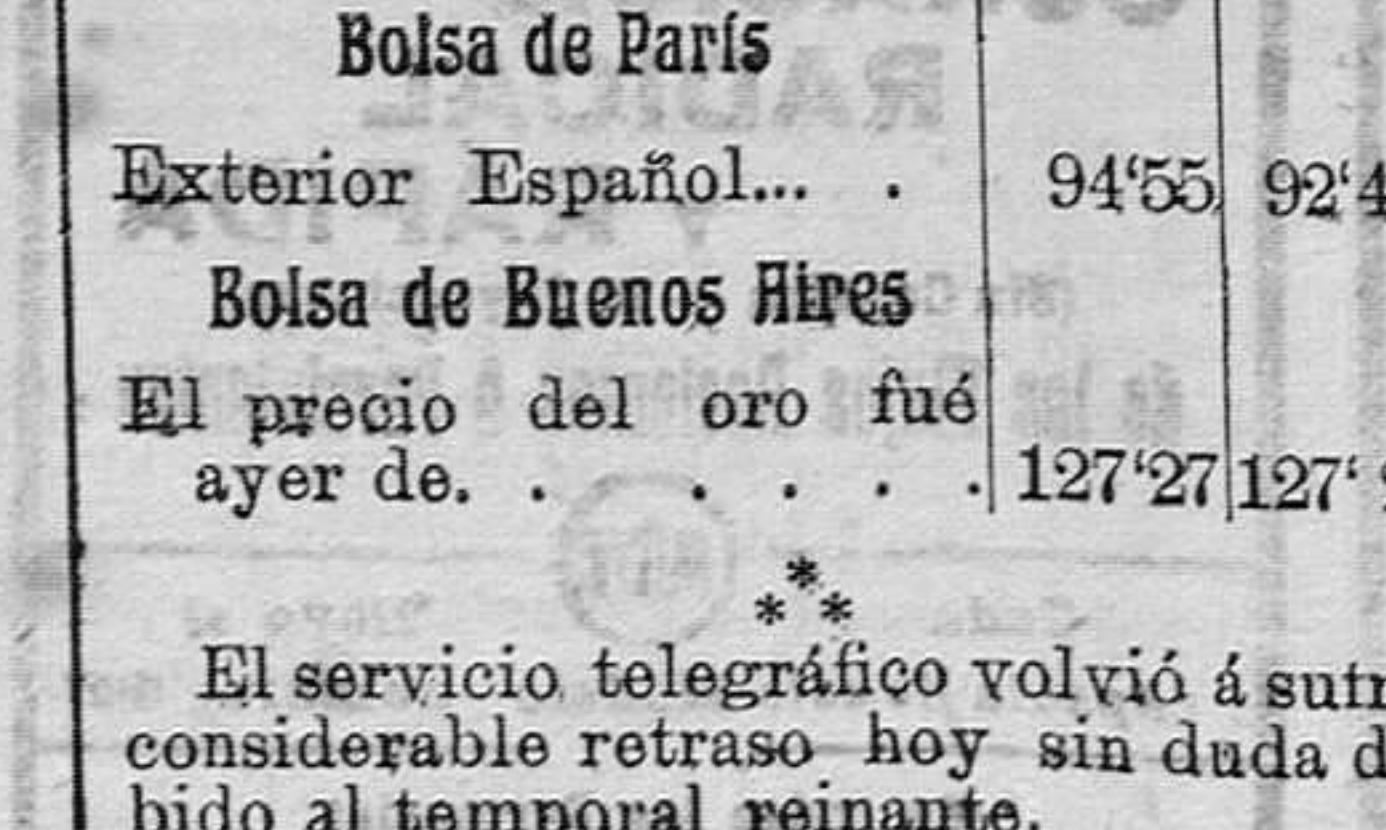 Bolsa de París
Exterior Español... . 94‘55 92‘4
Bolsa de Buenos Aires
El precio del oro fué
ayer de. . . . . . 127‘27 127‘
*
* *
El servicio telegráfico volvió á sufr
considerable retraso hoy sin duda d
bido al temporal reinante.